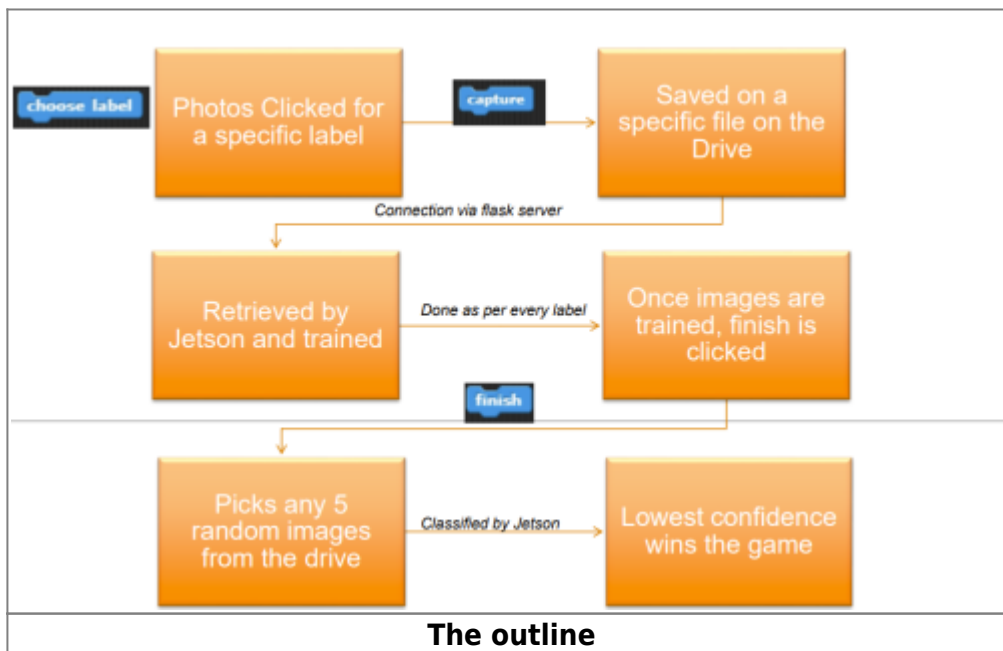 choose label
Photos Clicked for
a specific label
capture
Saved on a
specific file on the
Drive
Connection via flask server
Retrieved by
Jetson and trained
Done as per every label
Once images are
trained, finish is
clicked
finish
Picks any 5
random images
from the drive
Classified by Jetson
Lowest confidence
wins the game
The outline